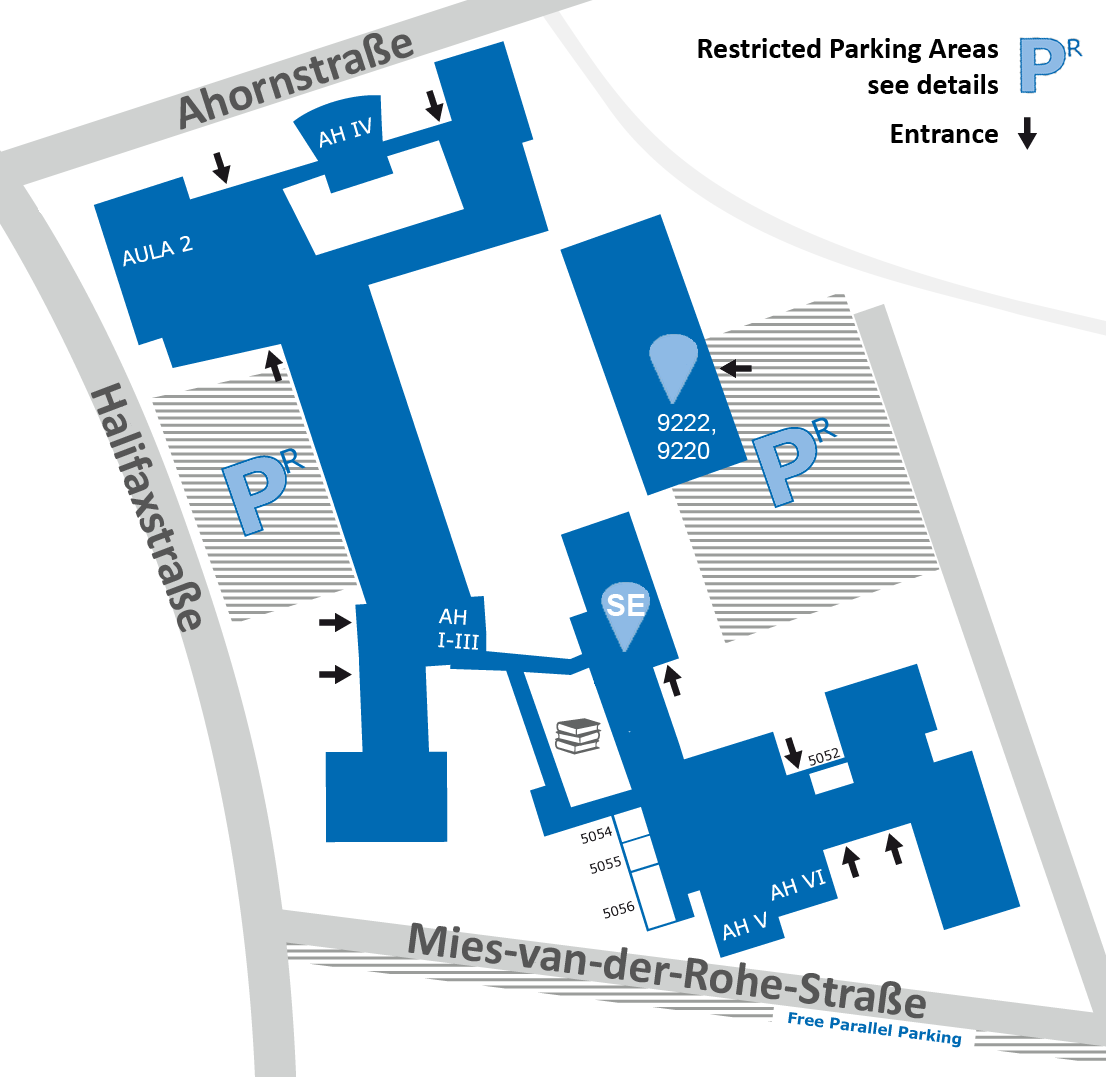 Ahornstraße
Restricted Parking Areas
see details
P R
Entrance
AH IV
AULA 2
Halifaxstraße
P R
9222,
9220
P R
SE
AH
I-III
5052
5054
5055
5056
AH VI
AH V
Mies-van-der-Rohe-Straße
Free Parallel Parking